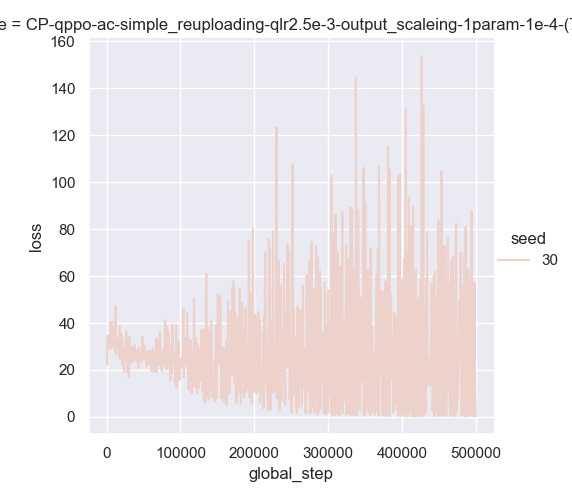 e = CP-qppo-ac-simple_reuploading-qlr2.5e-3-output_scaleing-1param-1e-4-(7
160
140
120
100
80
60
40
20
0
loss
0 100000 200000 300000 400000 500000
global_step
seed
30